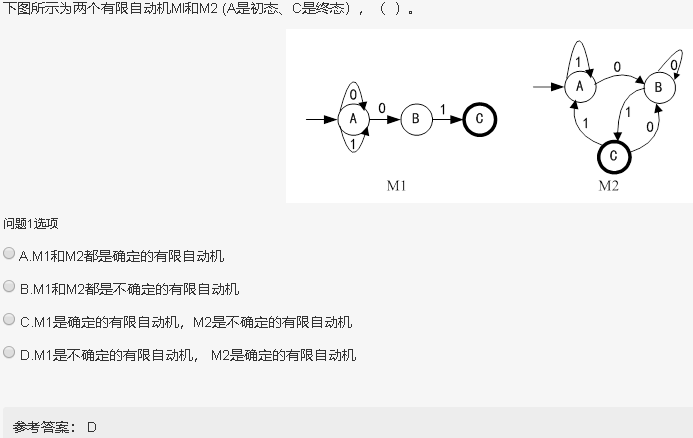 下图所示为两个有限自动机Ml和M2 (A是初态、C是终态），（ ）。
1
0
0
A
B
0
0
1
A
B
C
1
1
1
0
C
M1
M2
问题1选项
A.M1和M2都是确定的有限自动机
B.M1和M2都是不确定的有限自动机
C.M1是确定的有限自动机，M2是不确定的有限自动机
D.M1是不确定的有限自动机， M2是确定的有限自动机
参考答案： D